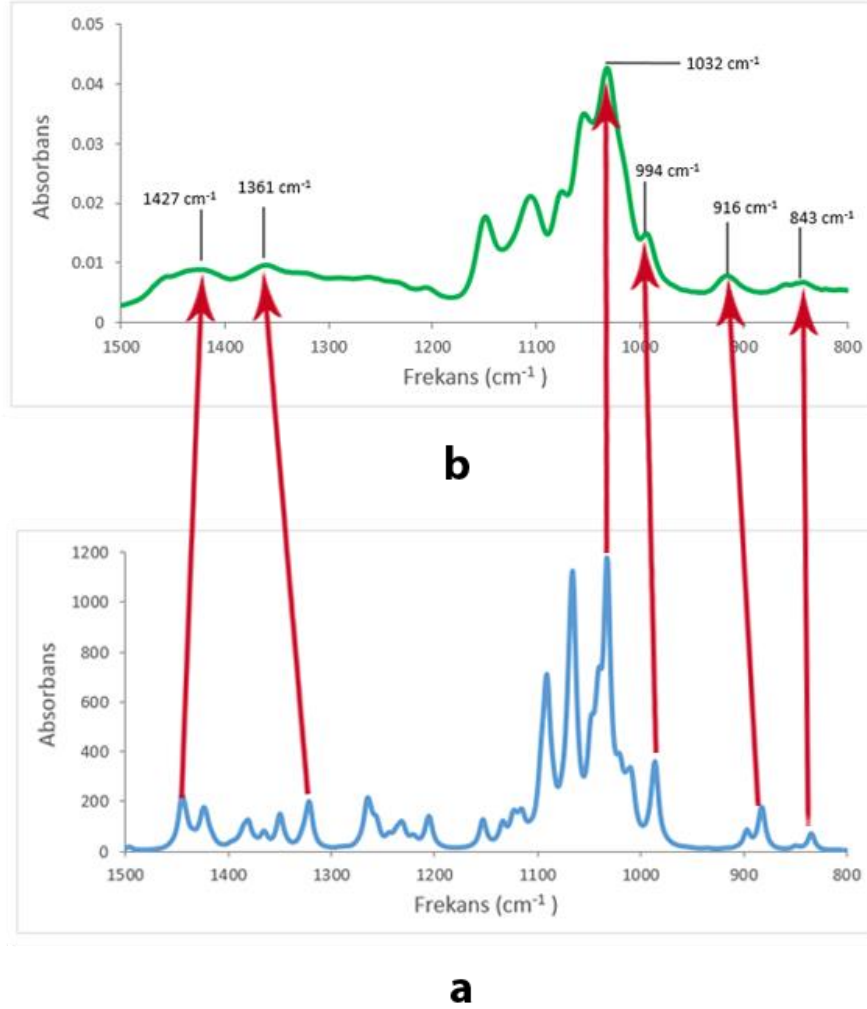 0.05
0.04
0.03
0.02
0.01
0
Absorbans
1032 cm⁻¹
994 cm⁻¹
1427 cm⁻¹
1361 cm⁻¹
916 cm⁻¹
843 cm⁻¹
1500 1400 1300 1200 1100 1000 900 800
Frekans (cm⁻¹ )
b
1200
1000
800
600
400
200
0
Absorbans
1500 1400 1300 1200 1100 1000 900 800
Frekans (cm⁻¹ )
a